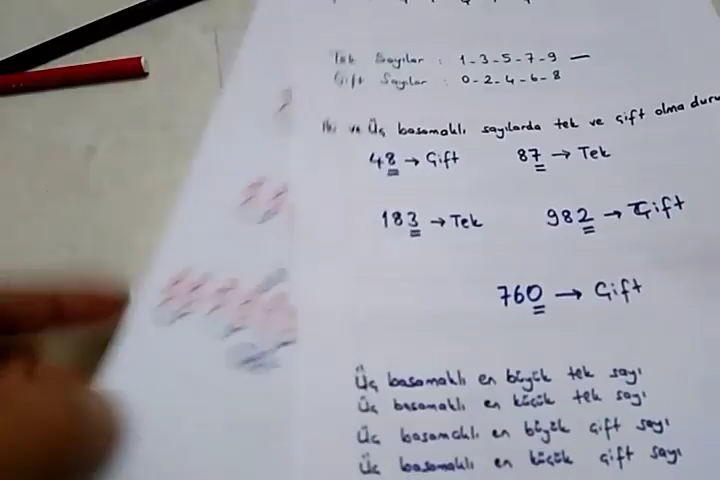 Tek Sayılar : 1-3-5-7-9 —
Çift Sayılar : 0-2-4-6-8
ve Üç basamaklı sayılarda tek ve çift olma duru
48 → Çift 87 → Tek
183 → Tek 982 → Çift
760 → Çift
Üç basamaklı en büyük tek sayı
Üç basamaklı en küçük tek sayı
Üç basamaklı en büyük çift sayı
Üç basamaklı en küçük çift sayı